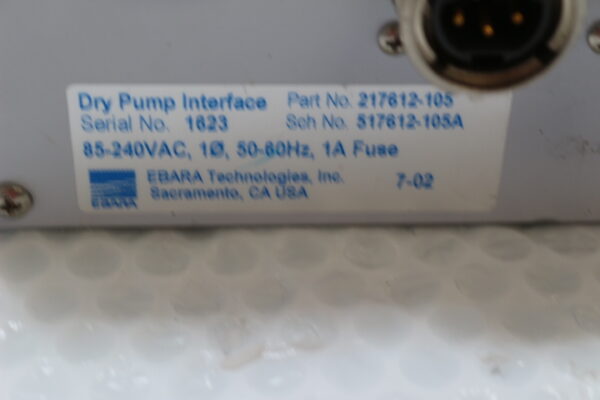 Dry Pump Interface Part No. 217612-105
Serial No. 1623 Sch No. 517612-105A
85-240VAC, 1Ø, 50-60Hz, 1A Fuse
EBARA Technologies, Inc. 7-02
Sacramento, CA USA
EBARA